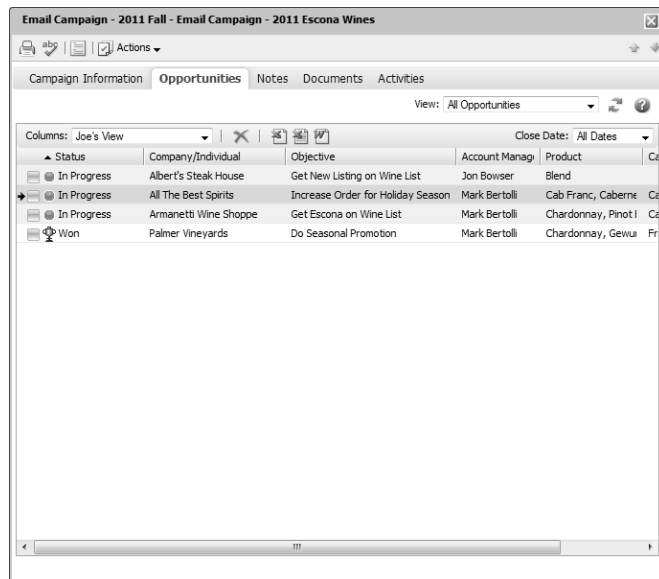 Email Campaign - 2011 Fall - Email Campaign - 2011 Escona Wines
abc Actions
Campaign Information Opportunities Notes Documents Activities
View: All Opportunities
Columns: Joe's View Close Date: All Dates
Status Company/Individual Objective Account Manag Product Ca
In Progress Albert's Steak House Get New Listing on Wine List Jon Bowser Blend
In Progress All The Best Spirits Increase Order for Holiday Season Mark Bertolli Cab Franc, Caberne Ca
In Progress Armanetti Wine Shoppe Get Escona on Wine List Mark Bertolli Chardonnay, Pinot Ca
Won Palmer Vineyards Do Seasonal Promotion Mark Bertolli Chardonnay, Gewu Fr